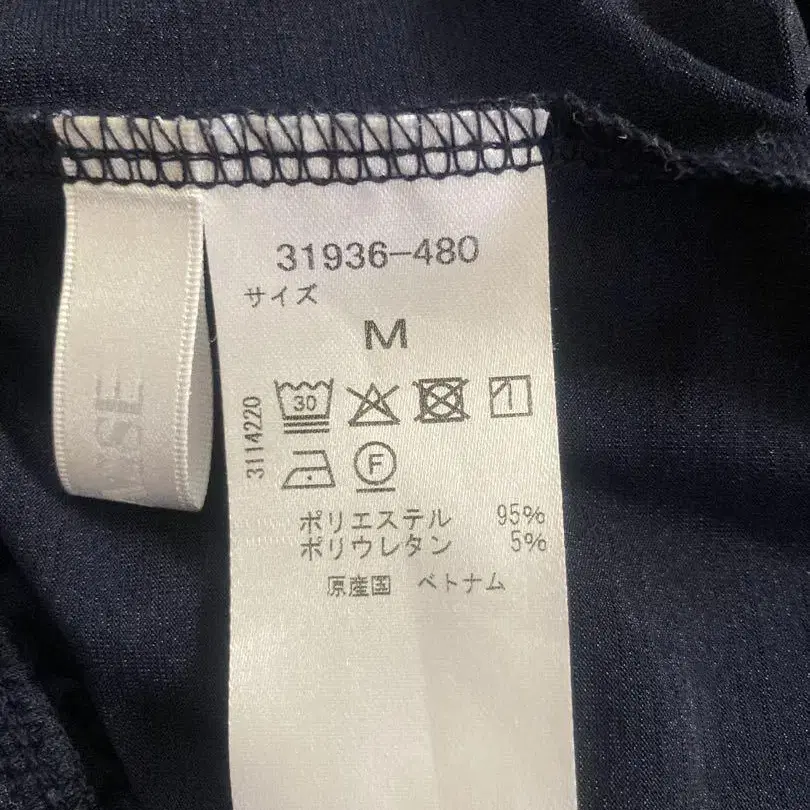 31936-480
サイズ
M
30
3114220
F
ポリエステル 95%
ポリウレタン 5%
原産国 ベトナム